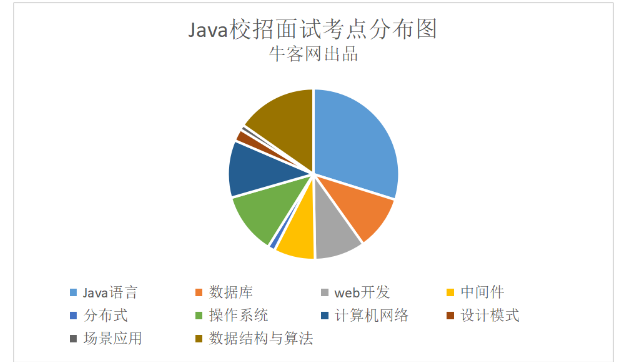 Java校招面试考点分布图
牛客网出品
Java语言 数据库 web开发 中间件
分布式 操作系统 计算机网络 设计模式
场景应用 数据结构与算法